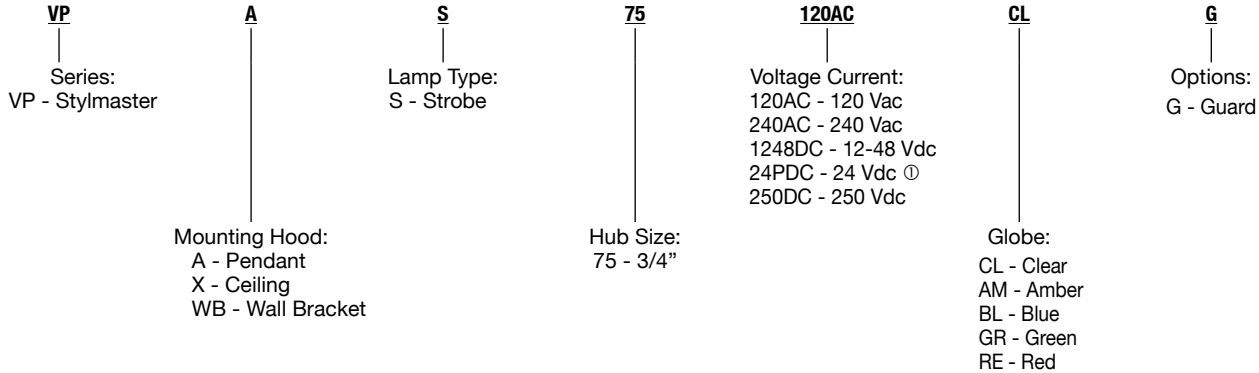 VP A S 75 120AC CL G
Series:
VP - Stylmaster
Mounting Hood:
A - Pendant
X - Ceiling
WB - Wall Bracket
Lamp Type:
S - Strobe
Hub Size:
75 - 3/4”
Voltage Current:
120AC - 120 Vac
240AC - 240 Vac
1248DC - 12-48 Vdc
24PDC - 24 Vdc ①
250DC - 250 Vdc
Globe:
CL - Clear
AM - Amber
BL - Blue
GR - Green
RE - Red
Options:
G - Guard